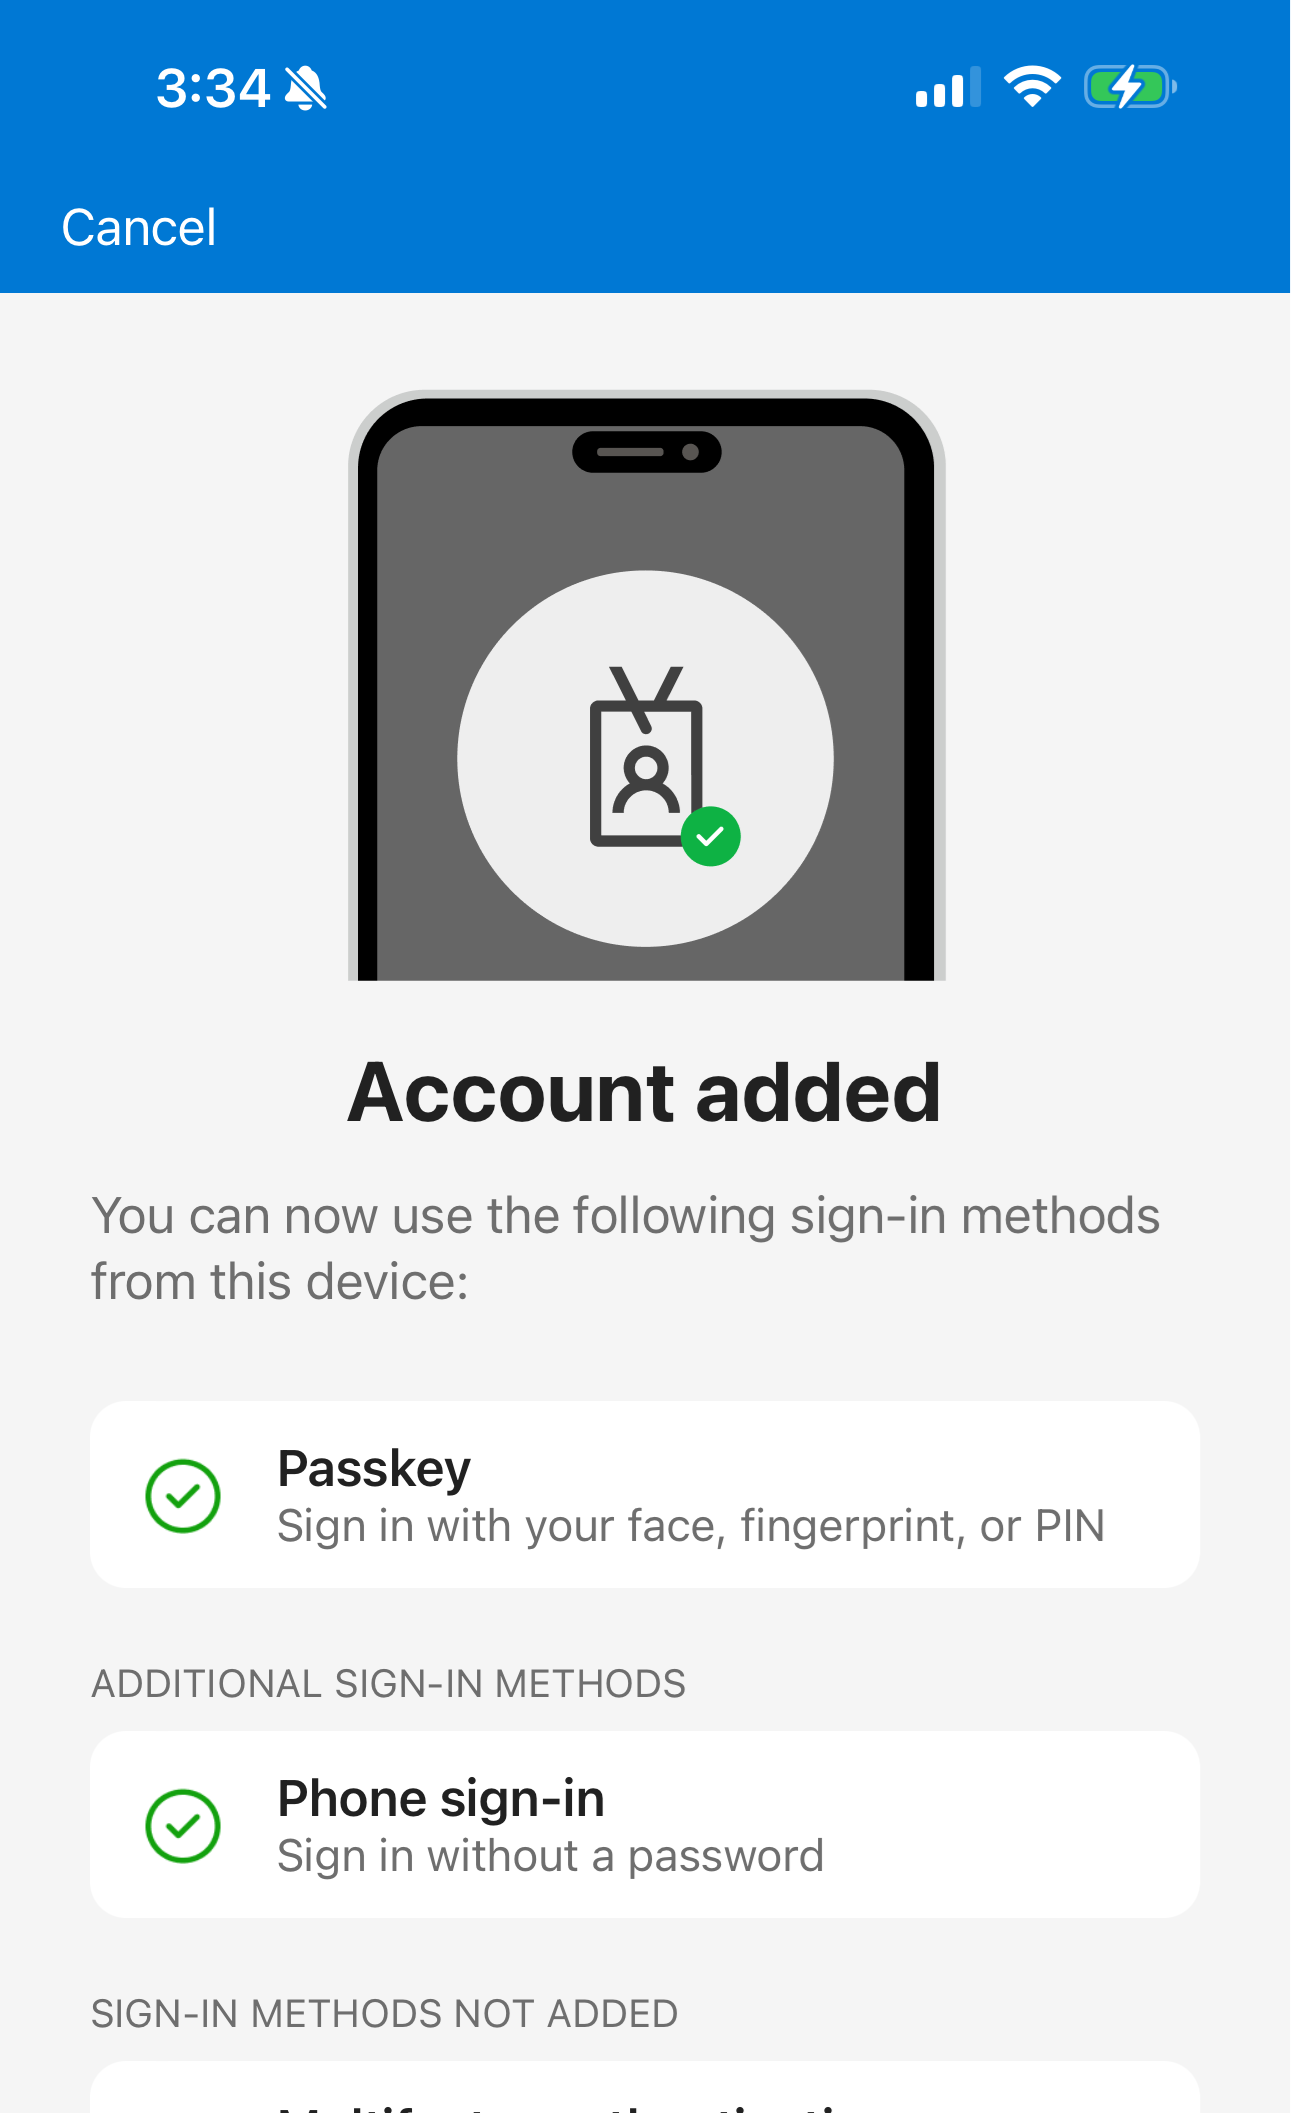 3:34
Cancel
Account added
You can now use the following sign-in methods
from this device:
Passkey
Sign in with your face, fingerprint, or PIN
ADDITIONAL SIGN-IN METHODS
Phone sign-in
Sign in without a password
SIGN-IN METHODS NOT ADDED